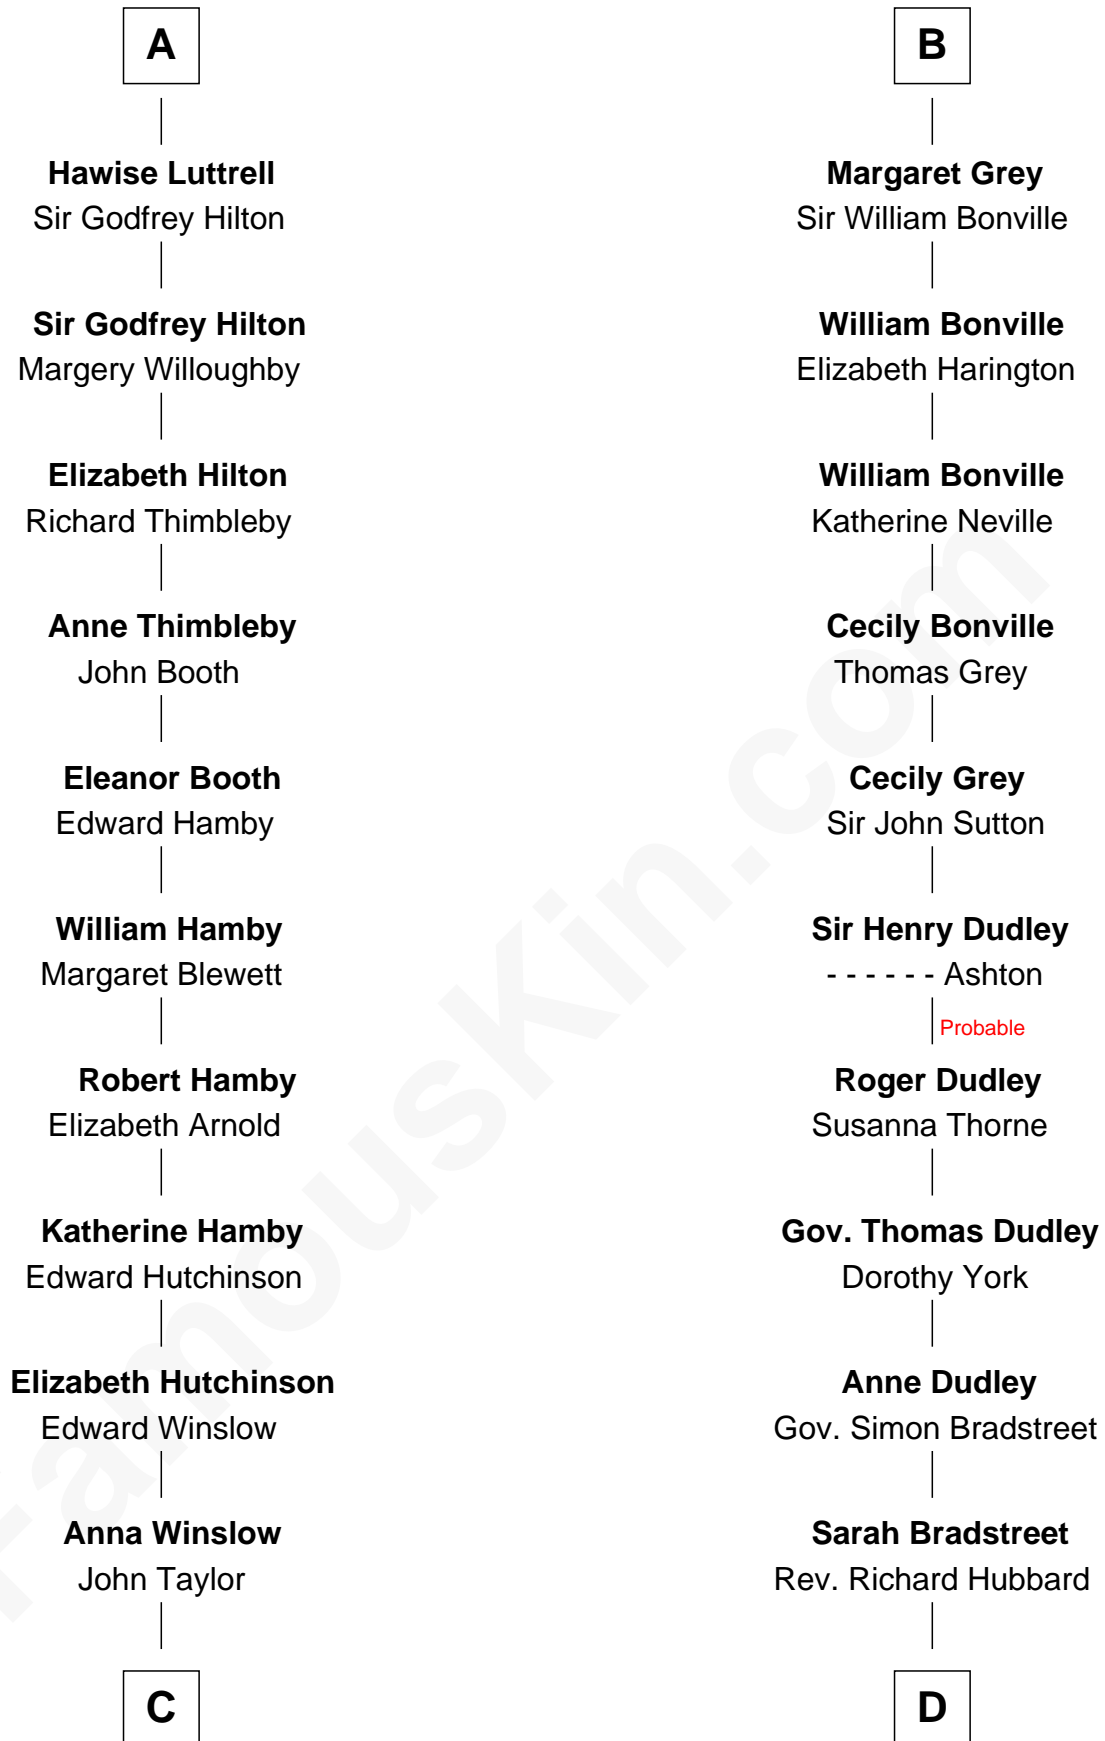 A
Hawise Luttrell
Sir Godfrey Hilton
Sir Godfrey Hilton
Margery Willoughby
Elizabeth Hilton
Richard Thimbleby
Anne Thimbleby
John Booth
Eleanor Booth
Edward Hamby
William Hamby
Margaret Blewett
Robert Hamby
Elizabeth Arnold
Katherine Hamby
Edward Hutchinson
Elizabeth Hutchinson
Edward Winslow
Anna Winslow
John Taylor
C
B
Margaret Grey
Sir William Bonville
William Bonville
Elizabeth Harington
William Bonville
Katherine Neville
Cecily Bonville
Thomas Grey
Cecily Grey
Sir John Sutton
Sir Henry Dudley
- - - - - - Ashton
Probable
Roger Dudley
Susanna Thorne
Gov. Thomas Dudley
Dorothy York
Anne Dudley
Gov. Simon Bradstreet
Sarah Bradstreet
Rev. Richard Hubbard
D
FamousKin.com